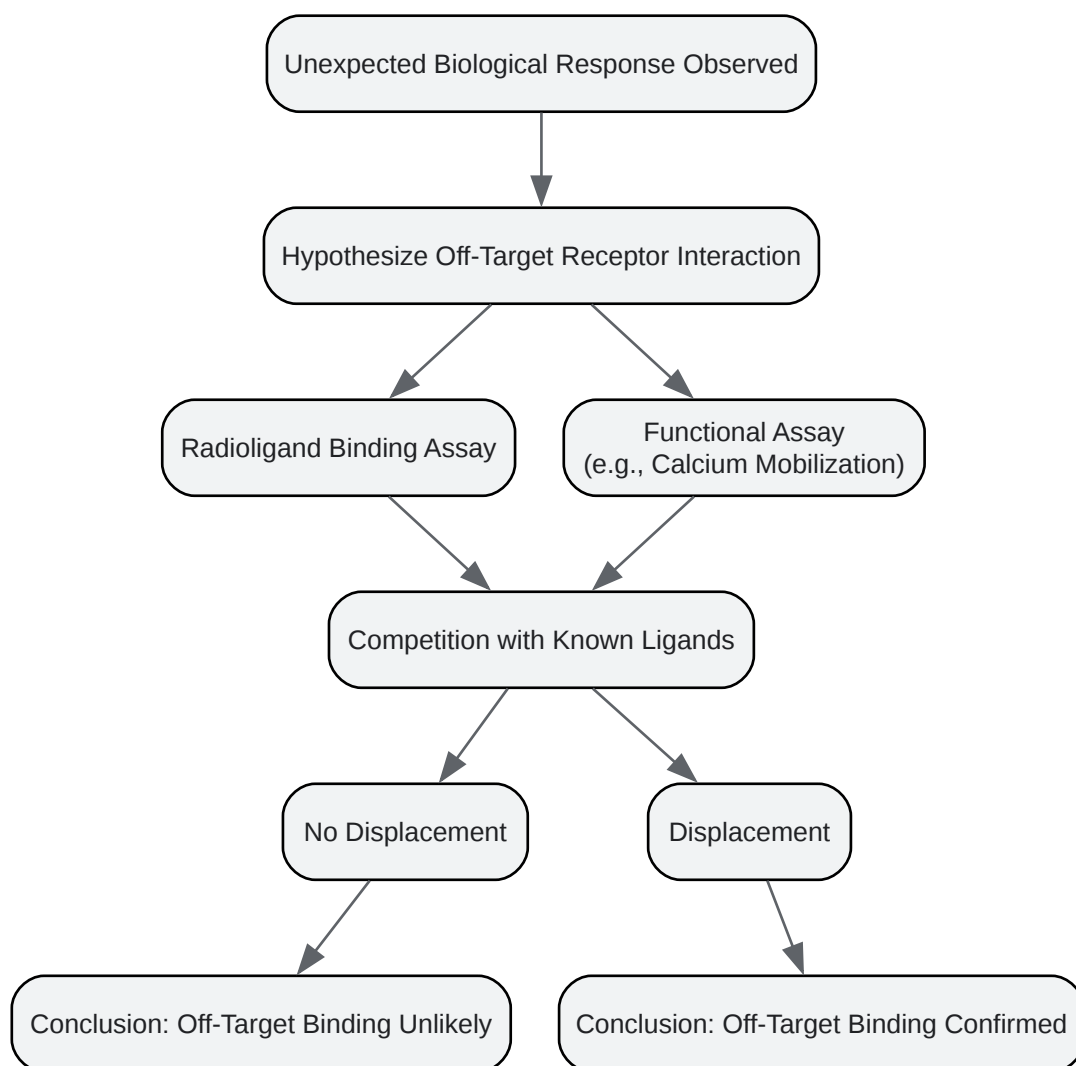 Unexpected Biological Response Observed
Hypothesize Off-Target Receptor Interaction
Radioligand Binding Assay
Functional Assay
(e.g., Calcium Mobilization)
Competition with Known Ligands
No Displacement
Displacement
Conclusion: Off-Target Binding Unlikely
Conclusion: Off-Target Binding Confirmed